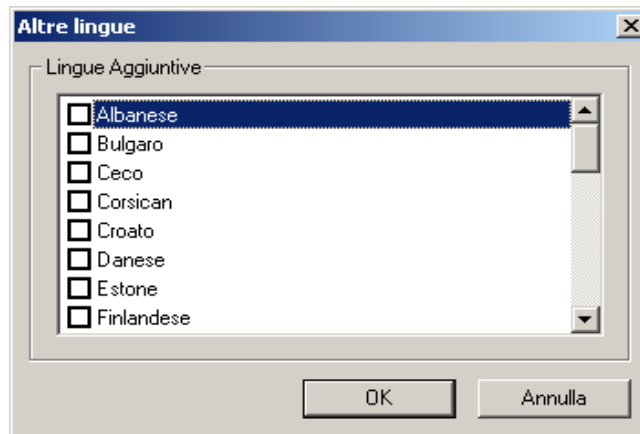 Altre lingue
Lingue Aggiuntive
Albanese
Bulgaro
Ceco
Corsican
Croato
Danese
Estone
Finlandese
OK Annulla